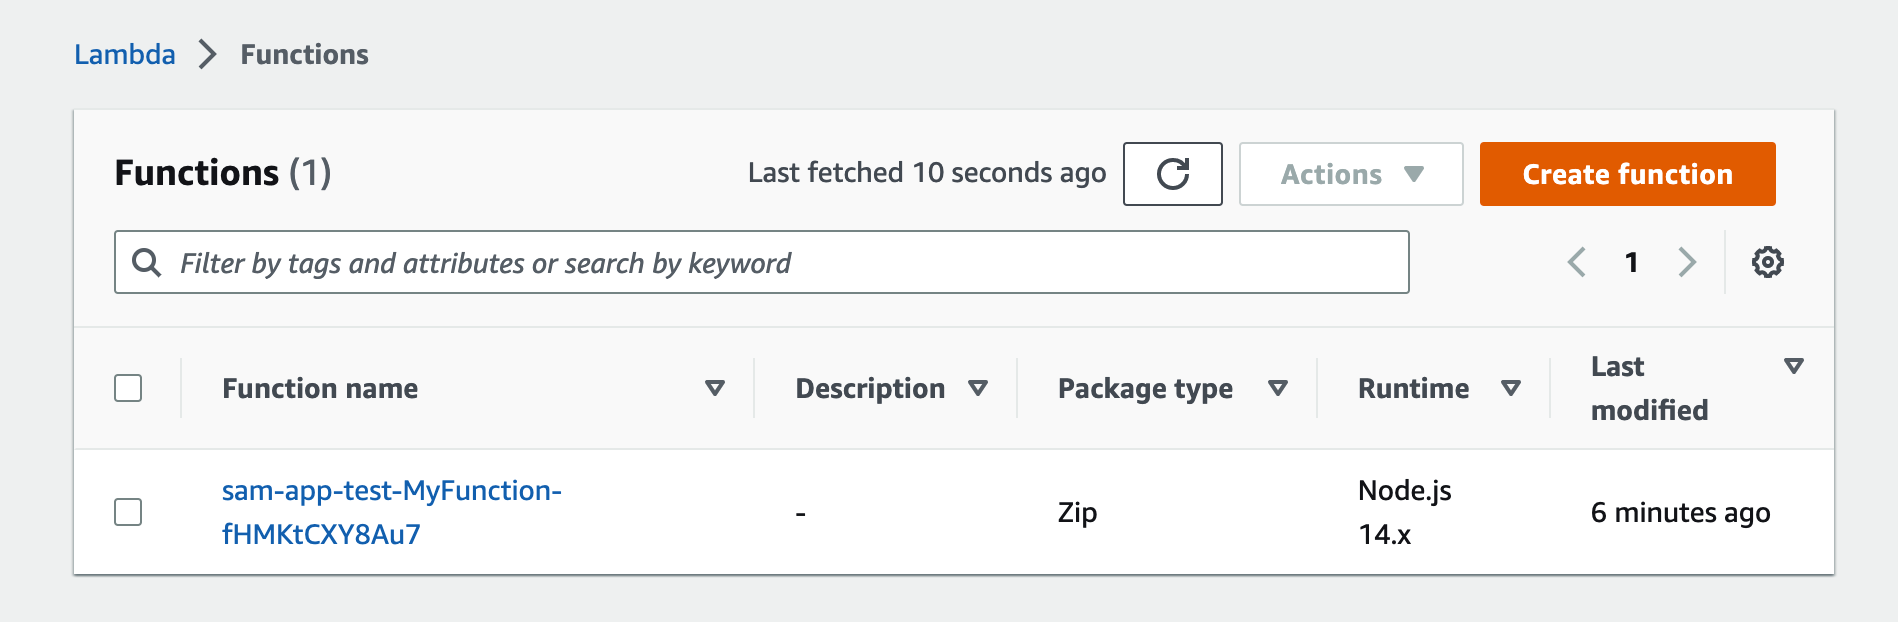 Lambda > Functions
Functions (1)
Last fetched 10 seconds ago
Actions
Create function
Filter by tags and attributes or search by keyword
1
Function name
Description
Package type
Runtime
Last
modified
sam-app-test-MyFunction-
fHMKtCXY8Au7
-
Zip
Node.js
14.x
6 minutes ago